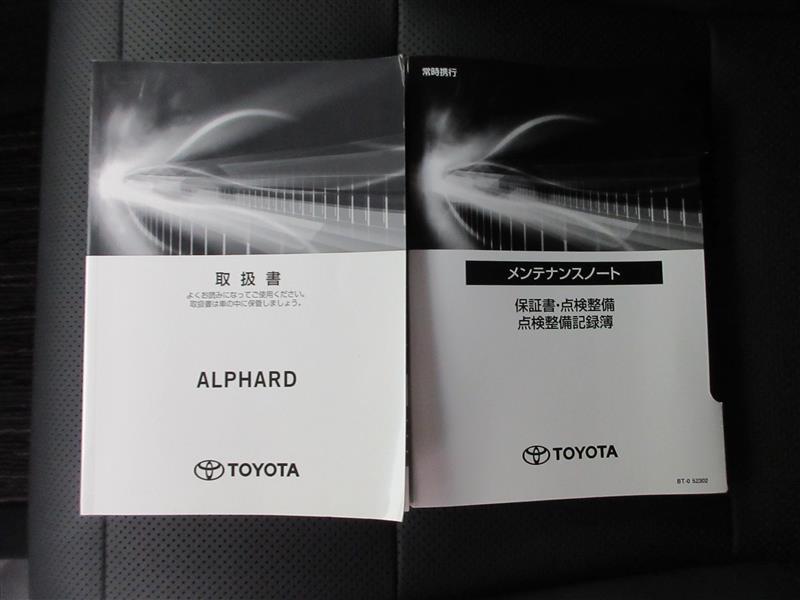 取扱書
よくお読みになってご使用ください。
取扱書は車の中に保管しましょう。
ALPHARD
TOYOTA
常時携行
メンテナンスノート
保証書・点検整備
点検整備記録簿
TOYOTA
BT-0 52302